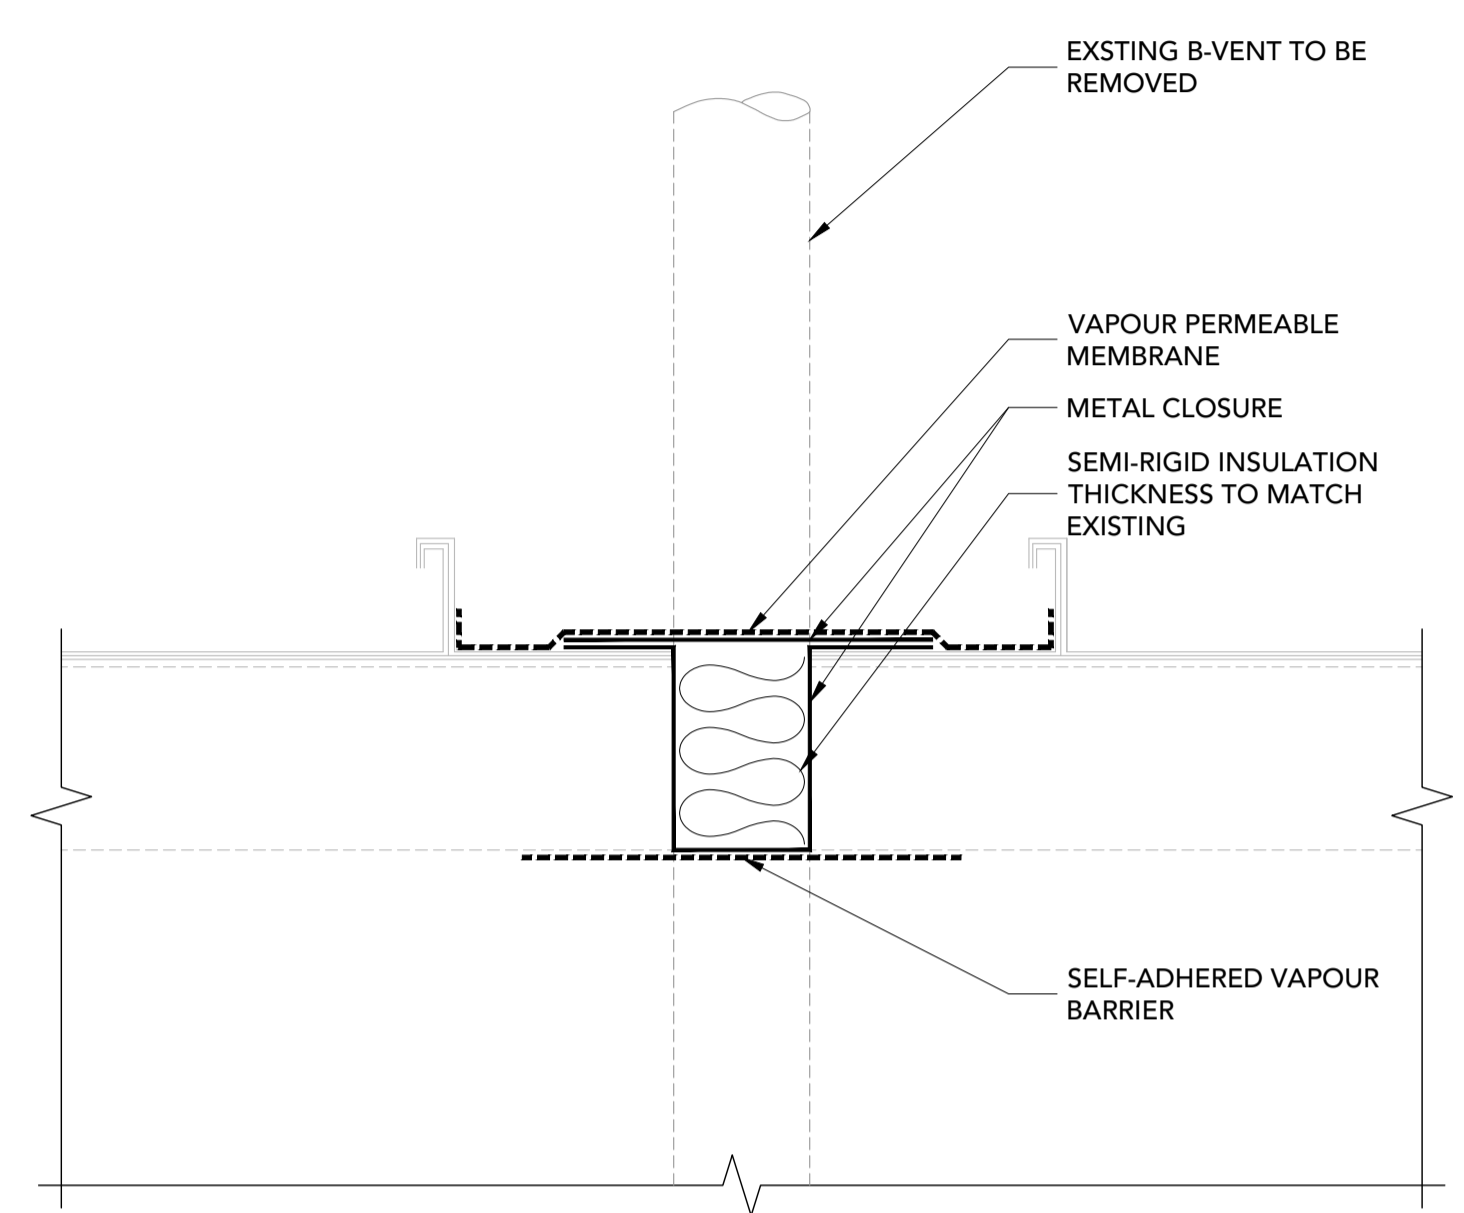 EXSTING B-VENT TO BE
REMOVED
VAPOUR PERMEABLE
MEMBRANE
METAL CLOSURE
SEMI-RIGID INSULATION
THICKNESS TO MATCH
EXISTING
SELF-ADHERED VAPOUR
BARRIER